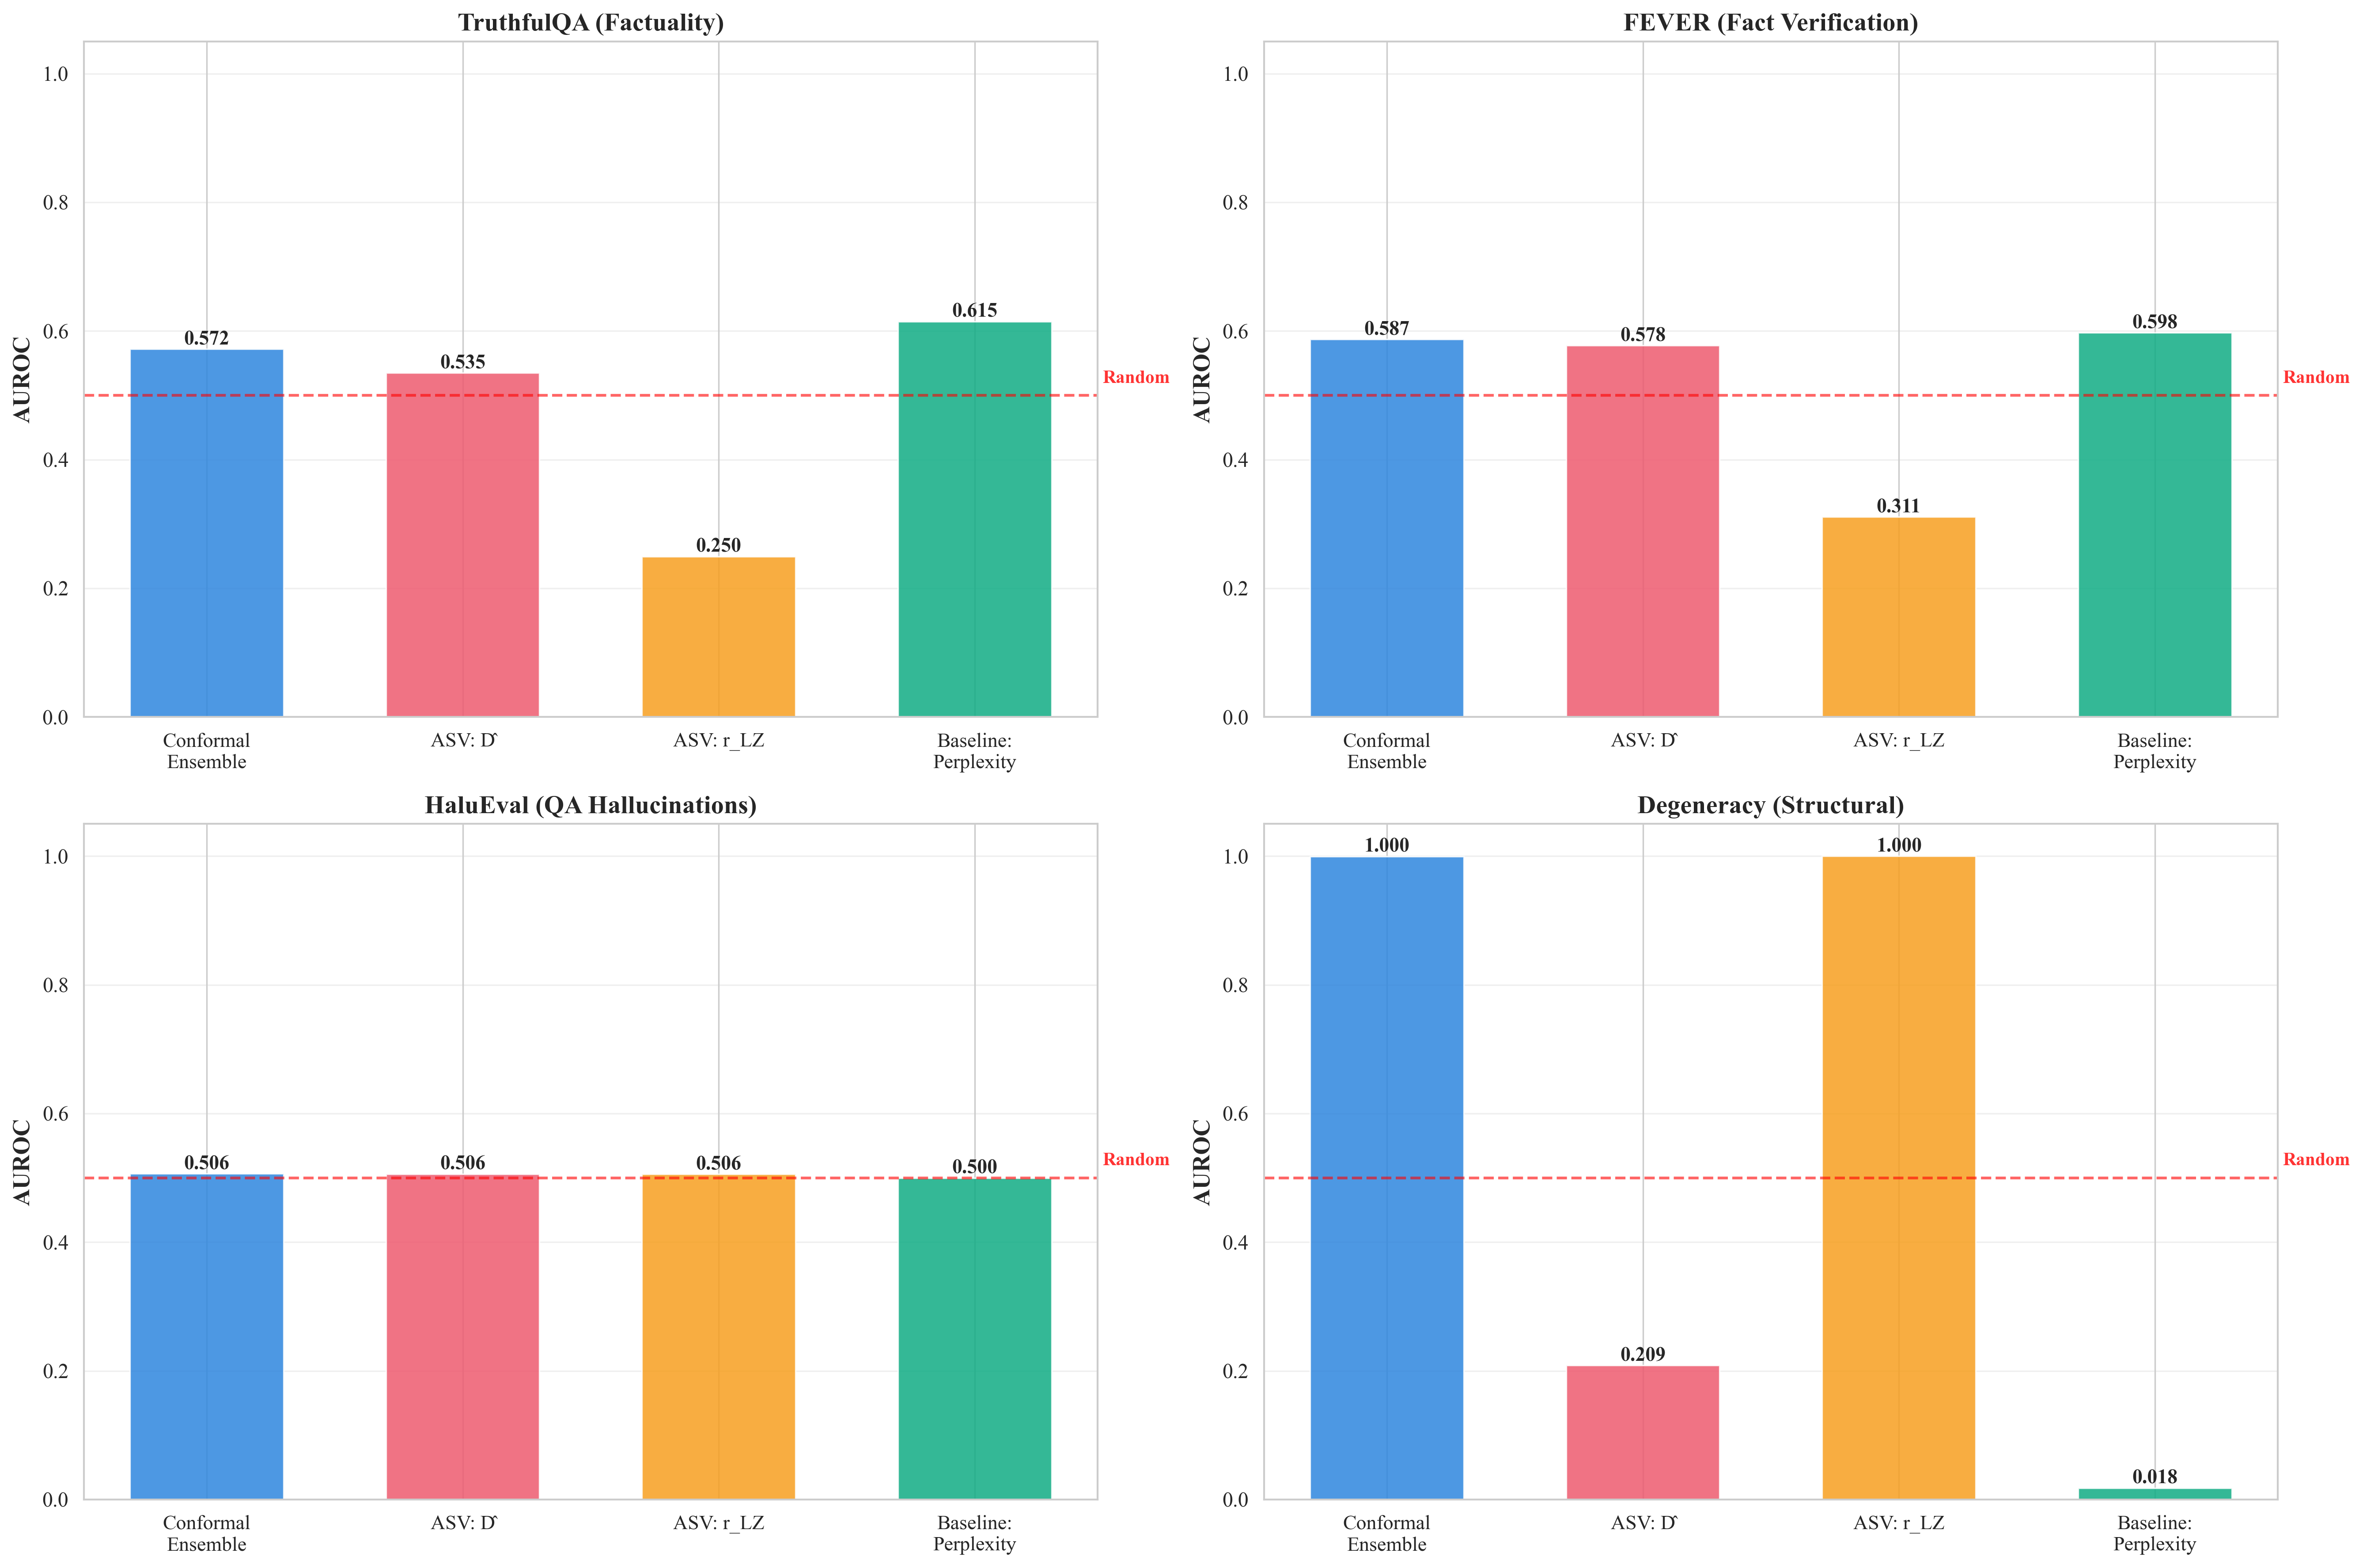 TruthfulQA (Factuality)
AUROC
1.0
0.8
0.6
0.4
0.2
0.0
0.572
0.535
0.250
0.615
Random
Conformal
Ensemble
ASV: D̂
ASV: r_LZ
Baseline:
Perplexity
FEVER (Fact Verification)
AUROC
1.0
0.8
0.6
0.4
0.2
0.0
0.587
0.578
0.311
0.598
Random
Conformal
Ensemble
ASV: D̂
ASV: r_LZ
Baseline:
Perplexity
HaluEval (QA Hallucinations)
AUROC
1.0
0.8
0.6
0.4
0.2
0.0
0.506
0.506
0.506
0.500
Random
Conformal
Ensemble
ASV: D̂
ASV: r_LZ
Baseline:
Perplexity
Degeneracy (Structural)
AUROC
1.0
0.8
0.6
0.4
0.2
0.0
1.000
0.209
1.000
0.018
Random
Conformal
Ensemble
ASV: D̂
ASV: r_LZ
Baseline:
Perplexity